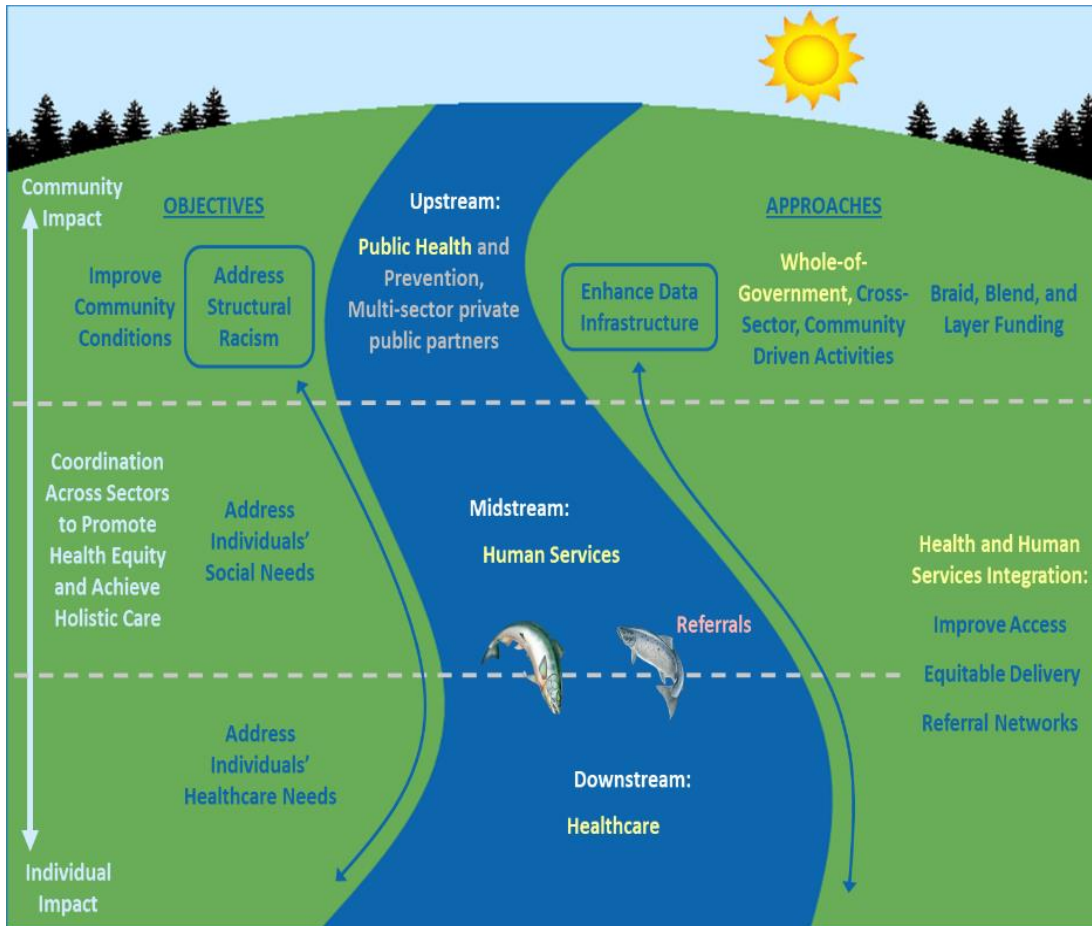 Community
Impact
OBJECTIVES
Improve
Community
Conditions
Address
Structural
Racism
Upstream:
Public Health and
Prevention,
Multi-sector private
public partners
APPROACHES
Enhance Data
Infrastructure
Whole-of-
Government, Cross-
Sector, Community
Driven Activities
Braid, Blend, and
Layer Funding
Coordination
Across Sectors
to Promote
Health Equity
and Achieve
Holistic Care
Address
Individuals'
Social Needs
Midstream:
Human Services
Referrals
Health and Human
Services Integration:
Improve Access
Equitable Delivery
Referral Networks
Address
Individuals'
Healthcare Needs
Downstream:
Healthcare
Individual
Impact